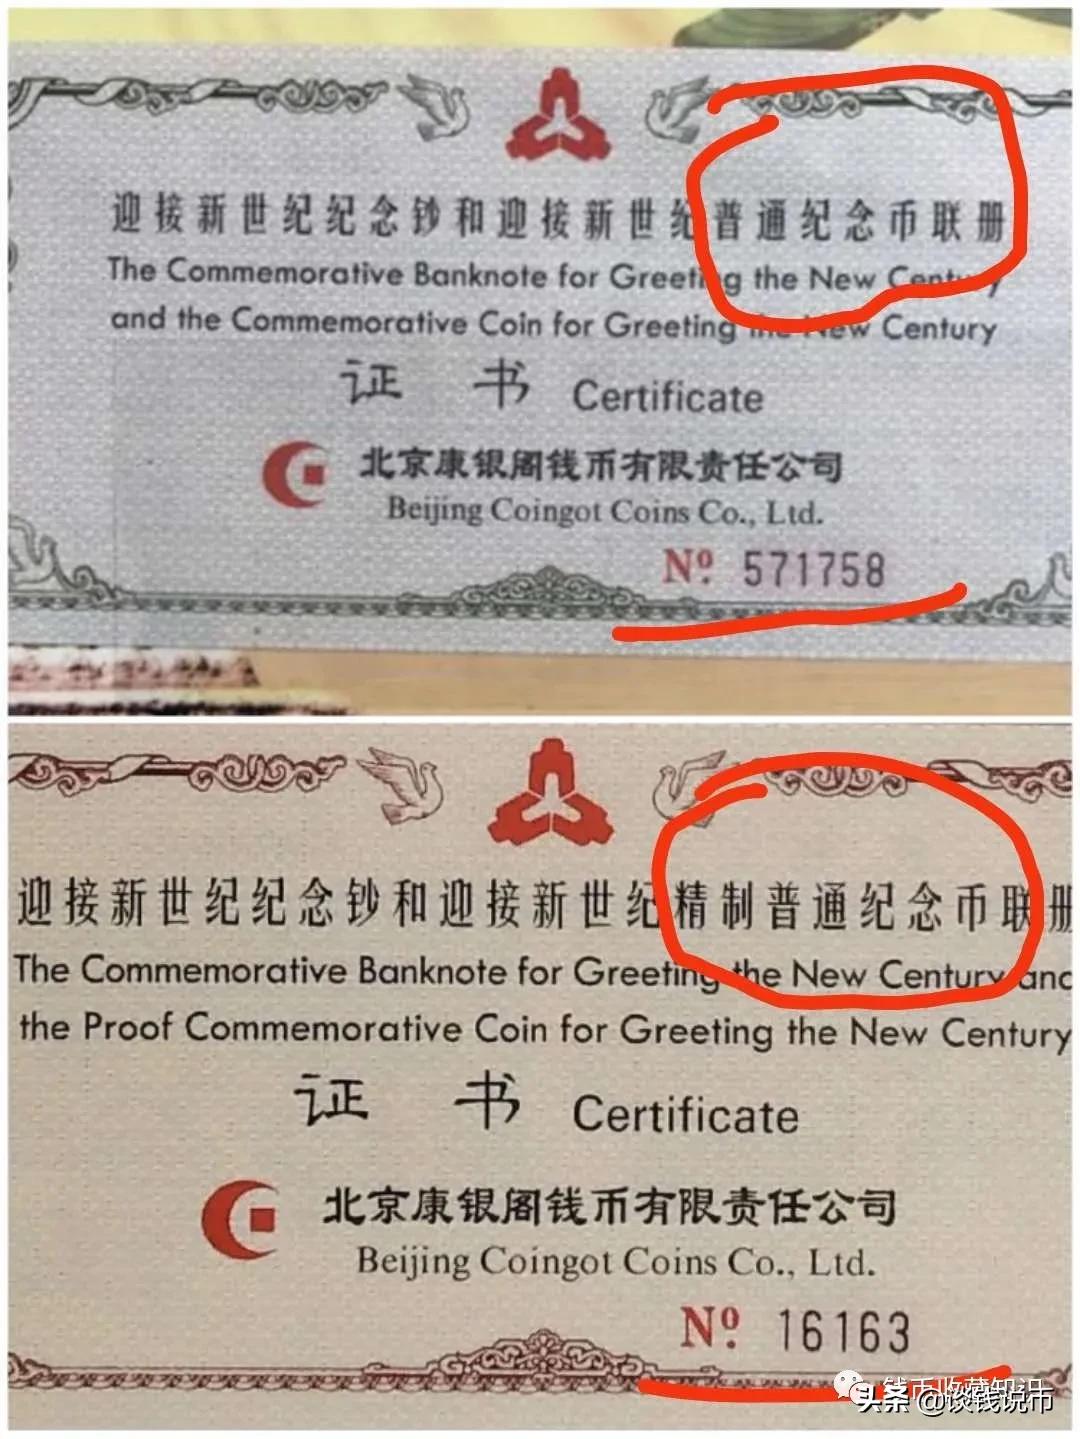 迎接新世纪纪念钞和迎接新世纪普通纪念币联册
The Commemorative Banknote for Greeting the New Century
and the Commemorative Coin for Greeting the New Century
证 书 Certificate
北京康银阁钱币有限责任公司
Beijing Coingot Coins Co., Ltd.
Nº 571758
迎接新世纪纪念钞和迎接新世纪精制普通纪念币联册
The Commemorative Banknote for Greeting the New Century and
the Proof Commemorative Coin for Greeting the New Century
证 书 Certificate
北京康银阁钱币有限责任公司
Beijing Coingot Coins Co., Ltd.
Nº 16163
钱币收藏知识
头条 @谈钱说币